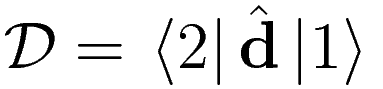 𝒟 = ⟨2| 𝐝̂ |1⟩